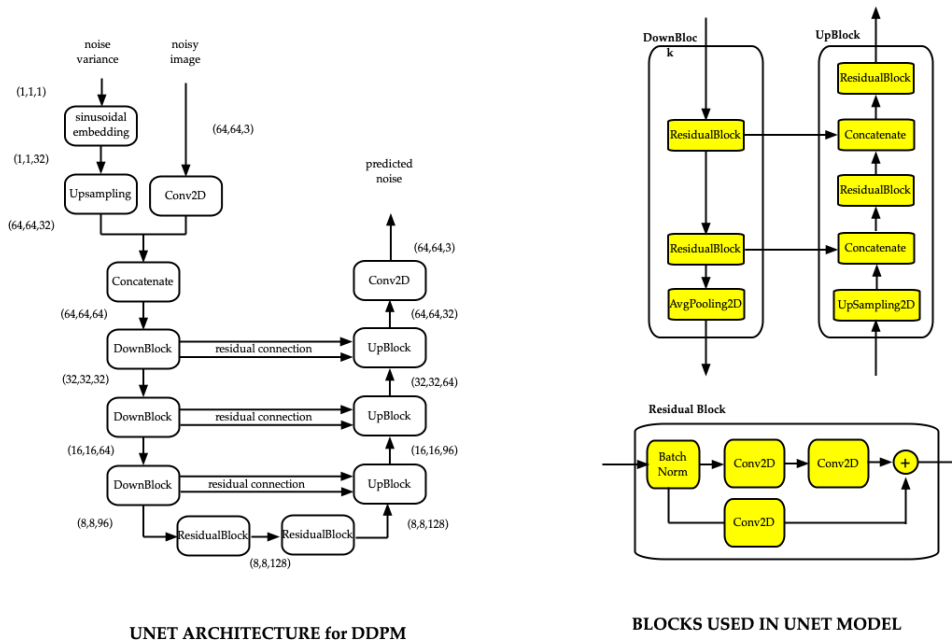 noise
variance
noisy
image
(1,1,1)
sinusoidal
embedding
(64,64,3)
(1,1,32)
Upsampling
Conv2D
(64,64,32)
Concatenate
(64,64,64)
DownBlock
residual connection
UpBlock
(32,32,32)
(32,32,64)
DownBlock
residual connection
UpBlock
(16,16,64)
(16,16,96)
DownBlock
residual connection
UpBlock
(8,8,96)
(8,8,128)
ResidualBlock
ResidualBlock
(8,8,128)
predicted
noise
(64,64,3)
Conv2D
(64,64,32)
UNET ARCHITECTURE for DDPM
DownBloc
k
ResidualBlock
ResidualBlock
AvgPooling2D
UpBlock
ResidualBlock
Concatenate
ResidualBlock
Concatenate
UpSampling2D
Residual Block
Batch
Norm
Conv2D
Conv2D
+
Conv2D
BLOCKS USED IN UNET MODEL